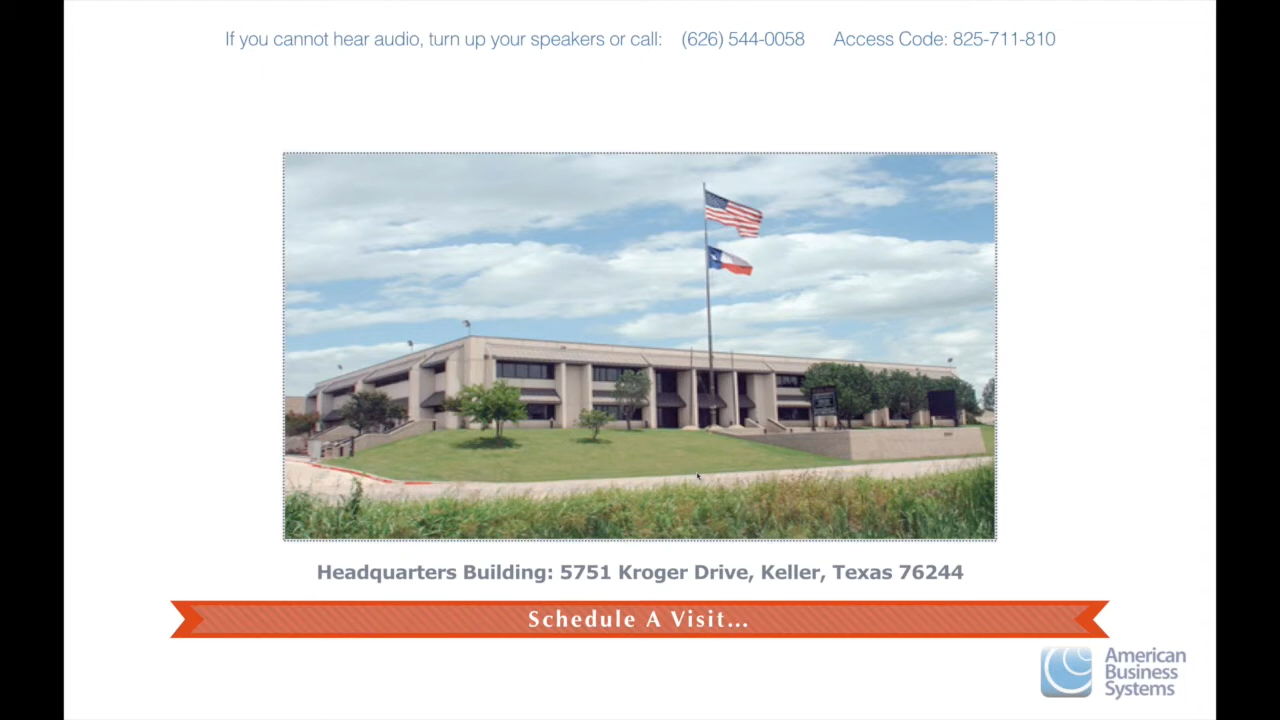 If you cannot hear audio, turn up your speakers or call: (626) 544-0058 Access Code: 825-711-810
Headquarters Building: 5751 Kroger Drive, Keller, Texas 76244
Schedule A Visit...
American
Business
Systems